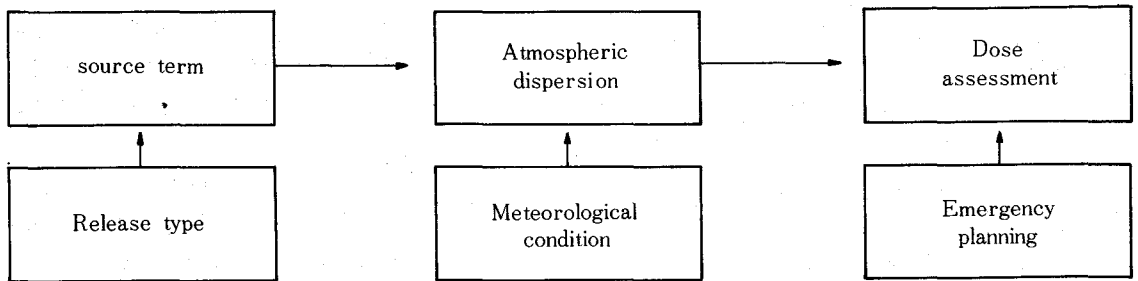 source term
Atmospheric
dispersion
Dose
assessment
Release type
Meteorological
condition
Emergency
planning